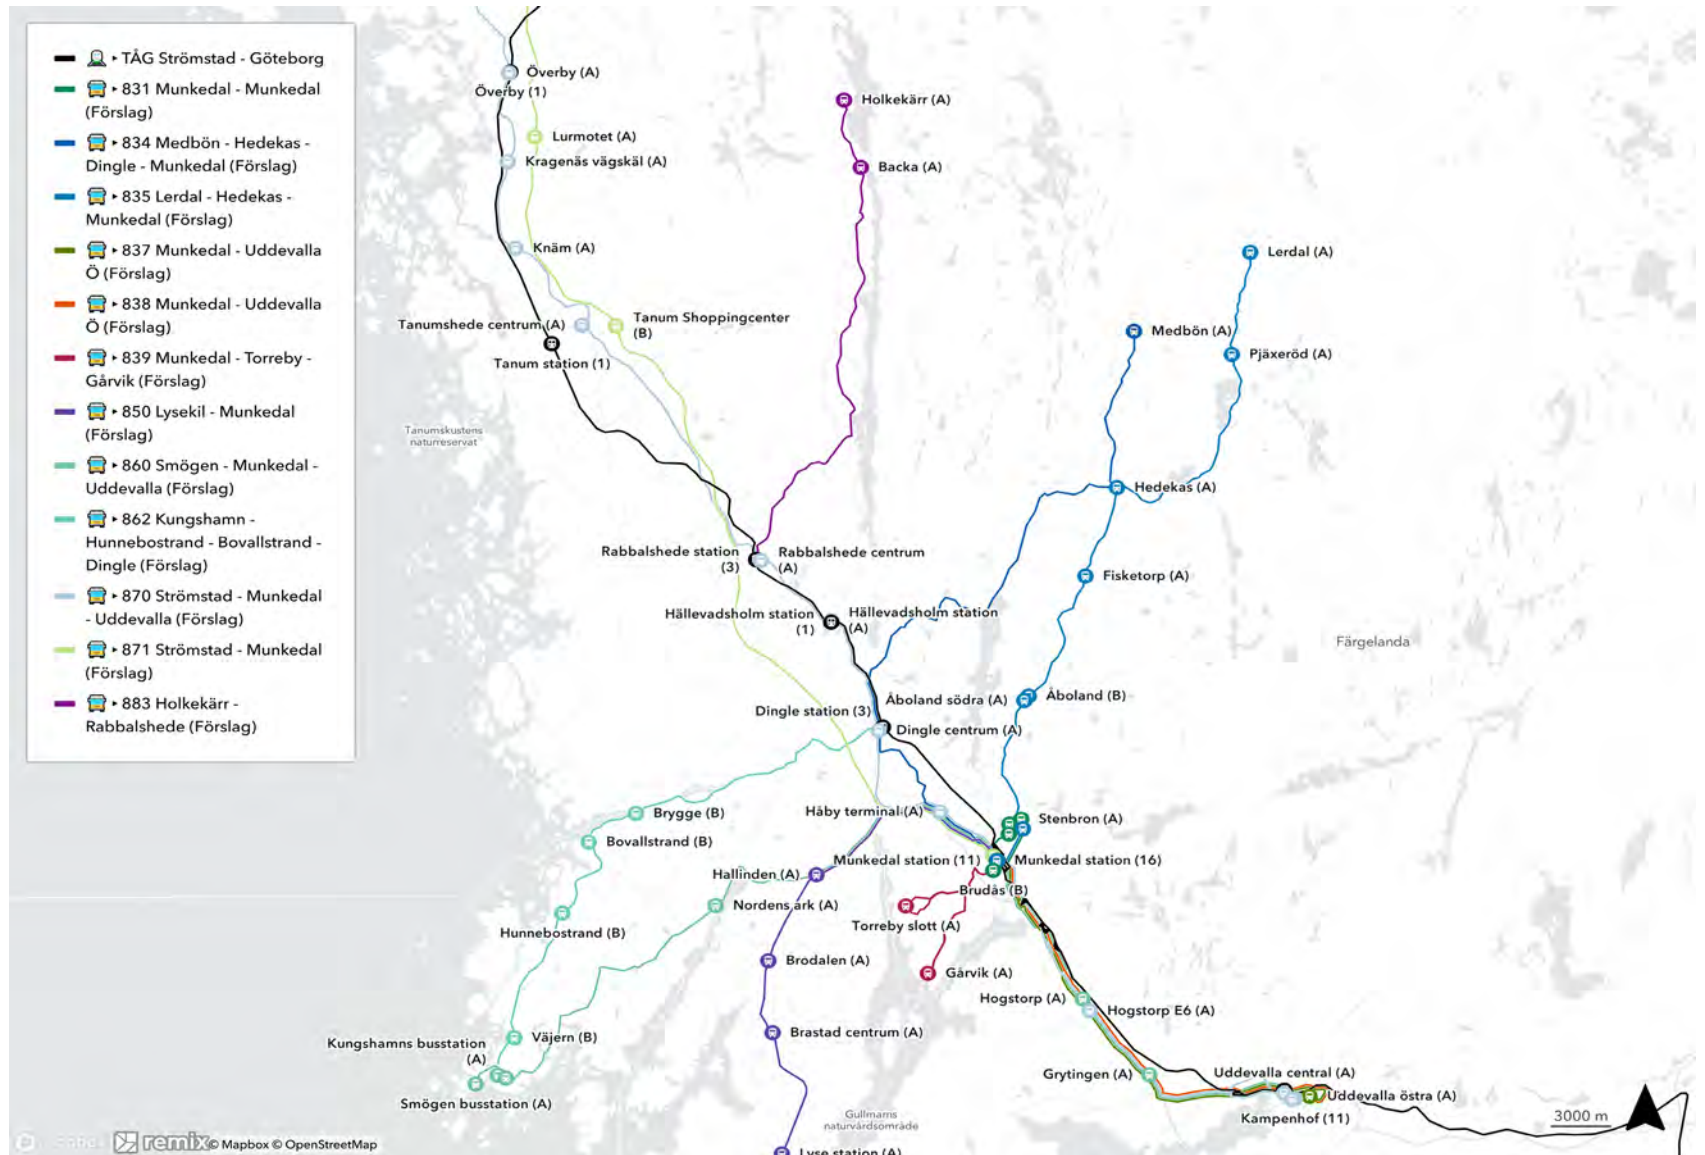 TÅG Strömstad - Göteborg
831 Munkedal - Munkedal
(Förslag)
834 Medbön - Hedekas -
Dingle - Munkedal (Förslag)
835 Lerdal - Hedekas -
Munkedal (Förslag)
837 Munkedal - Uddevalla
Ö (Förslag)
838 Munkedal - Uddevalla
Ö (Förslag)
839 Munkedal - Torreby -
Gårvik (Förslag)
850 Lysekil - Munkedal
(Förslag)
860 Smögen - Munkedal -
Uddevalla (Förslag)
862 Kungshamn -
Hunnebostrand - Bovallstrand -
Dingle (Förslag)
870 Strömstad - Munkedal
- Uddevalla (Förslag)
871 Strömstad - Munkedal
(Förslag)
883 Holkekärr -
Rabbalshede (Förslag)
Överby (A)
Överby (1)
Holkekärr (A)
Lurmotet (A)
Kragenäs vägskäl (A)
Backa (A)
Knäm (A)
Lerdal (A)
Tanumshede centrum (A)
Tanum Shoppingcenter
(B)
Medbön (A)
Pjäxeröd (A)
Tanum station (1)
Tanumskustens
naturreservat
Hedekas (A)
Rabbalshede station
(3)
Rabbalshede centrum
(A)
Fisketorp (A)
Hällevadsholm station
(1)
Hällevadsholm station
(A)
Färgelanda
Åboland södra (A)
Åboland (B)
Dingle station (3)
Dingle centrum (A)
Brygge (B)
Håby terminal (A)
Stenbron (A)
Bovallstrand (B)
Munkedal station (11)
Munkedal station (16)
Hallinden (A)
Brudås (B)
Nordens ark (A)
Torreby slott (A)
Hunnebostrand (B)
Brodalen (A)
Gårvik (A)
Hogstorp (A)
Hogstorp E6 (A)
Kungshamns busstation
(A)
Väjern (B)
Brastad centrum (A)
Grytingen (A)
Uddevalla central (A)
Uddevalla östra (A)
Smögen busstation (A)
Kampenhof (11)
Gullmarns
naturvårdsområde
3000 m
remix © Mapbox © OpenStreetMap
Lyse station (A)